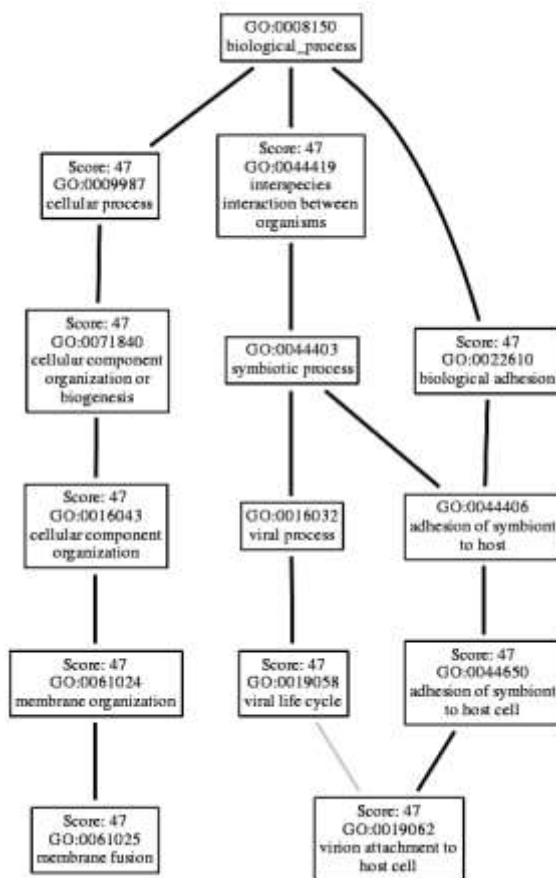 GO:0008150
biological_process
Score: 47
GO:0009987
cellular process
Score: 47
GO:0044419
interspecies
interaction between
organisms
Score: 47
GO:0071840
cellular component
organization or
biogenesis
GO:0044403
symbiotic process
Score: 47
GO:0022610
biological adhesion
Score: 47
GO:0016043
cellular component
organization
GO:0016032
viral process
GO:0044406
adhesion of symbiont
to host
Score: 47
GO:0061024
membrane organization
Score: 47
GO:0019058
viral life cycle
Score: 47
GO:0044650
adhesion of symbiont
to host cell
Score: 47
GO:0061025
membrane fusion
Score: 47
GO:0019062
virion attachment to
host cell